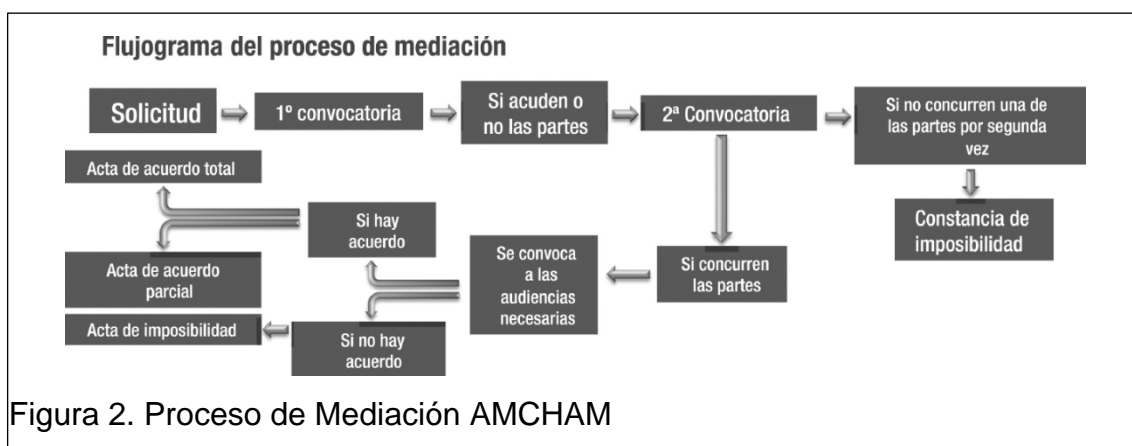 Flujograma del proceso de mediación
Solicitud
1º convocatoria
Si acuden o
no las partes
2ª Convocatoria
Si no concurren una de
las partes por segunda
vez
Constancia de
imposibilidad
Si concurren
las partes
Se convoca
a las
audiencias
necesarias
Si hay
acuerdo
Si no hay
acuerdo
Acta de acuerdo total
Acta de acuerdo
parcial
Acta de imposibilidad
Figura 2. Proceso de Mediación AMCHAM